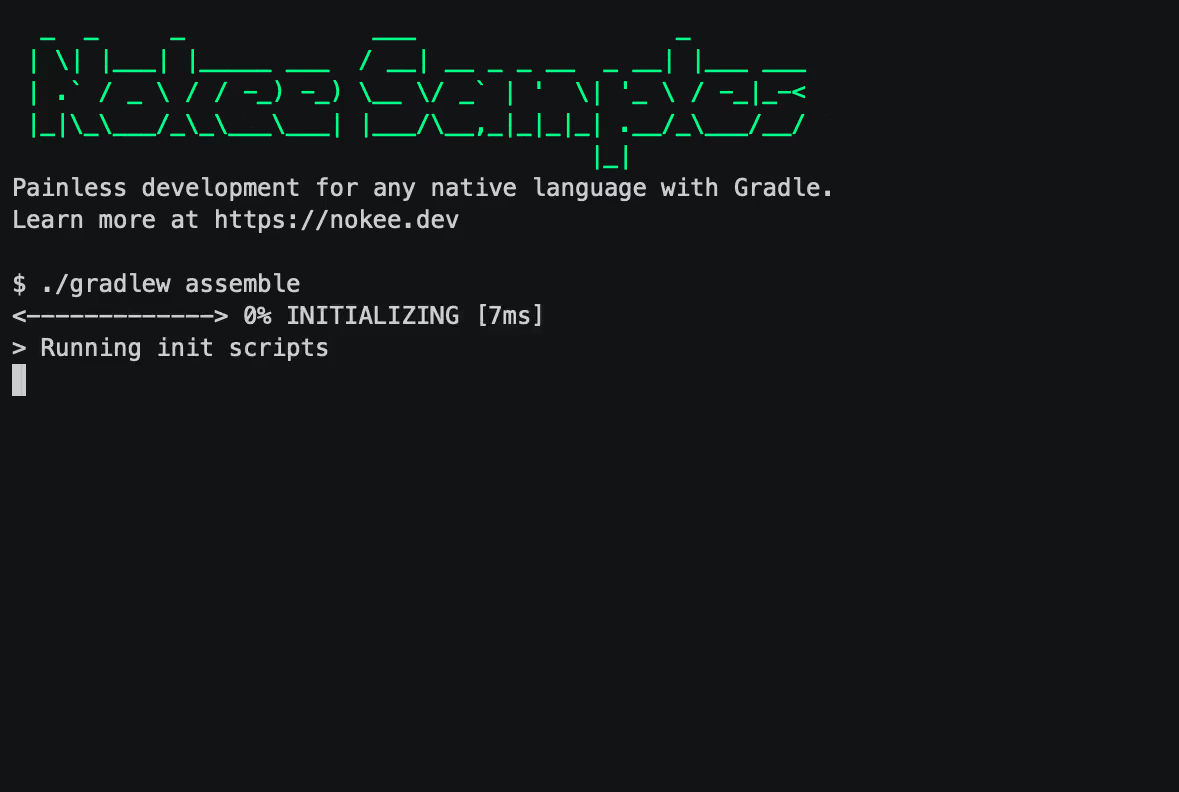 Nokee Samples
Painless development for any native language with Gradle.
Learn more at https://nokee.dev
$ ./gradlew assemble
<-------------> 0% INITIALIZING [7ms]
> Running init scripts